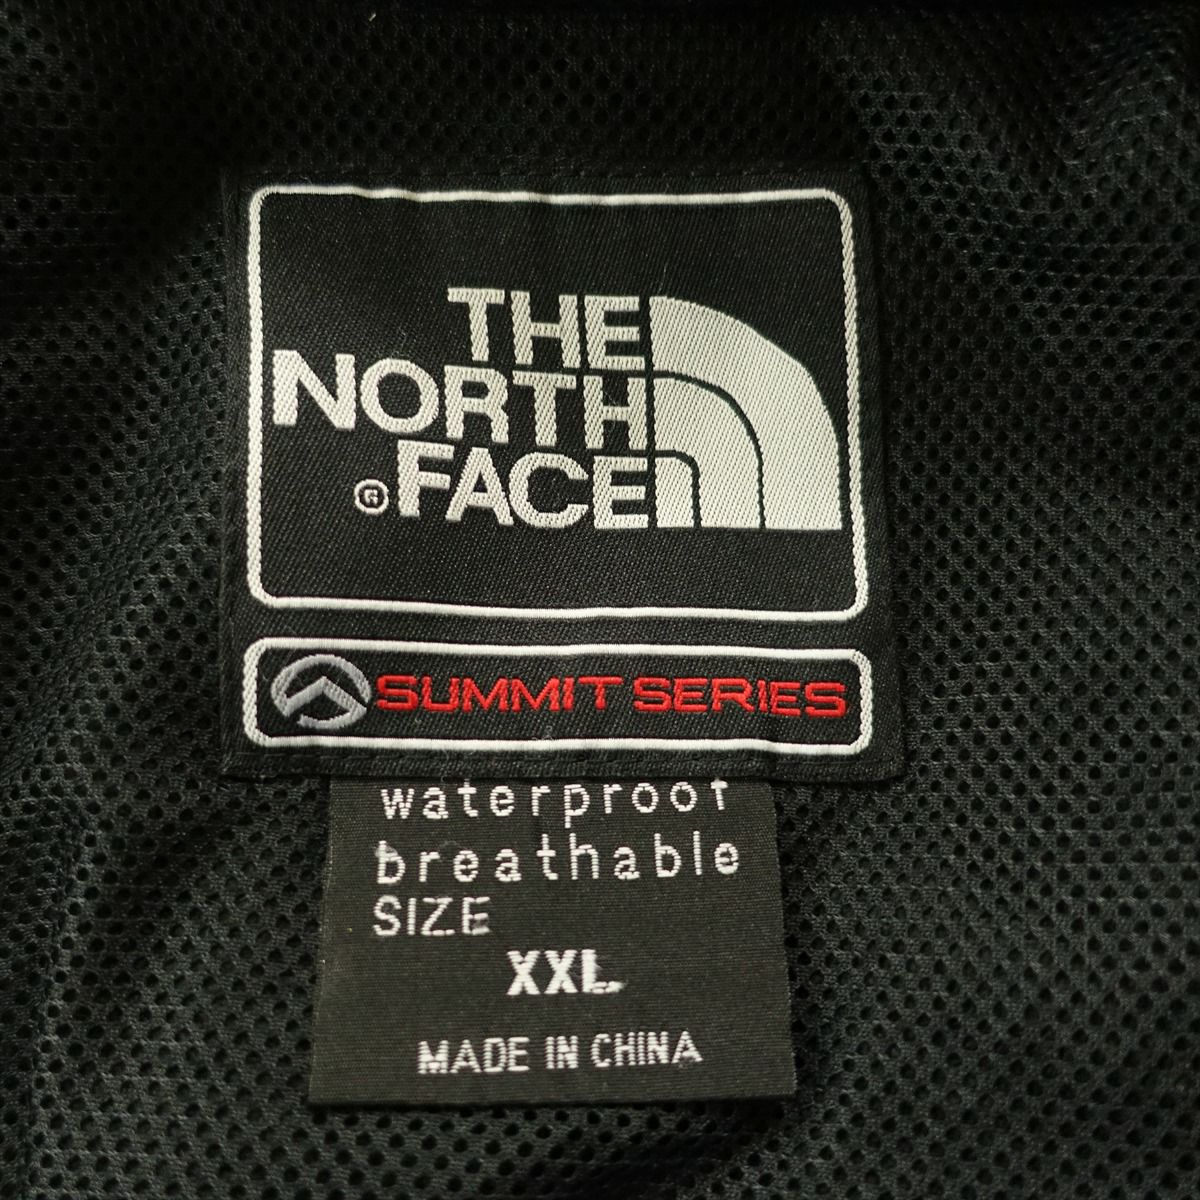 THE
NORTH
®FACE
SUMMIT SERIES
waterproof
breathable
SIZE
XXL
MADE IN CHINA